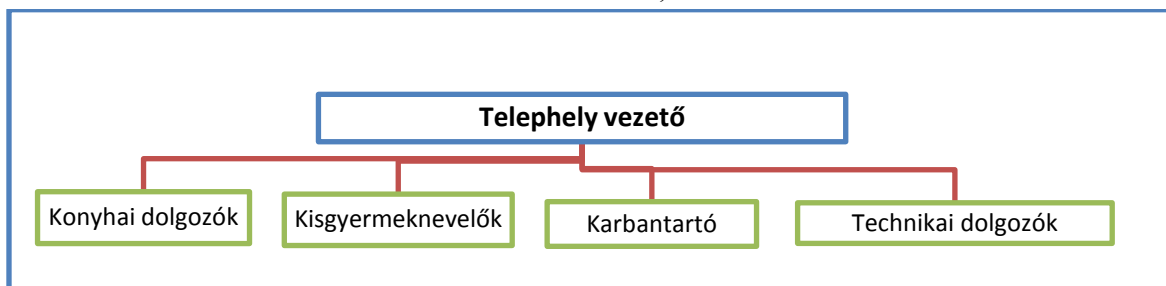 Telephely vezető
Konyhai dolgozók
Kisgyermeknevelők
Karbantartó
Technikai dolgozók